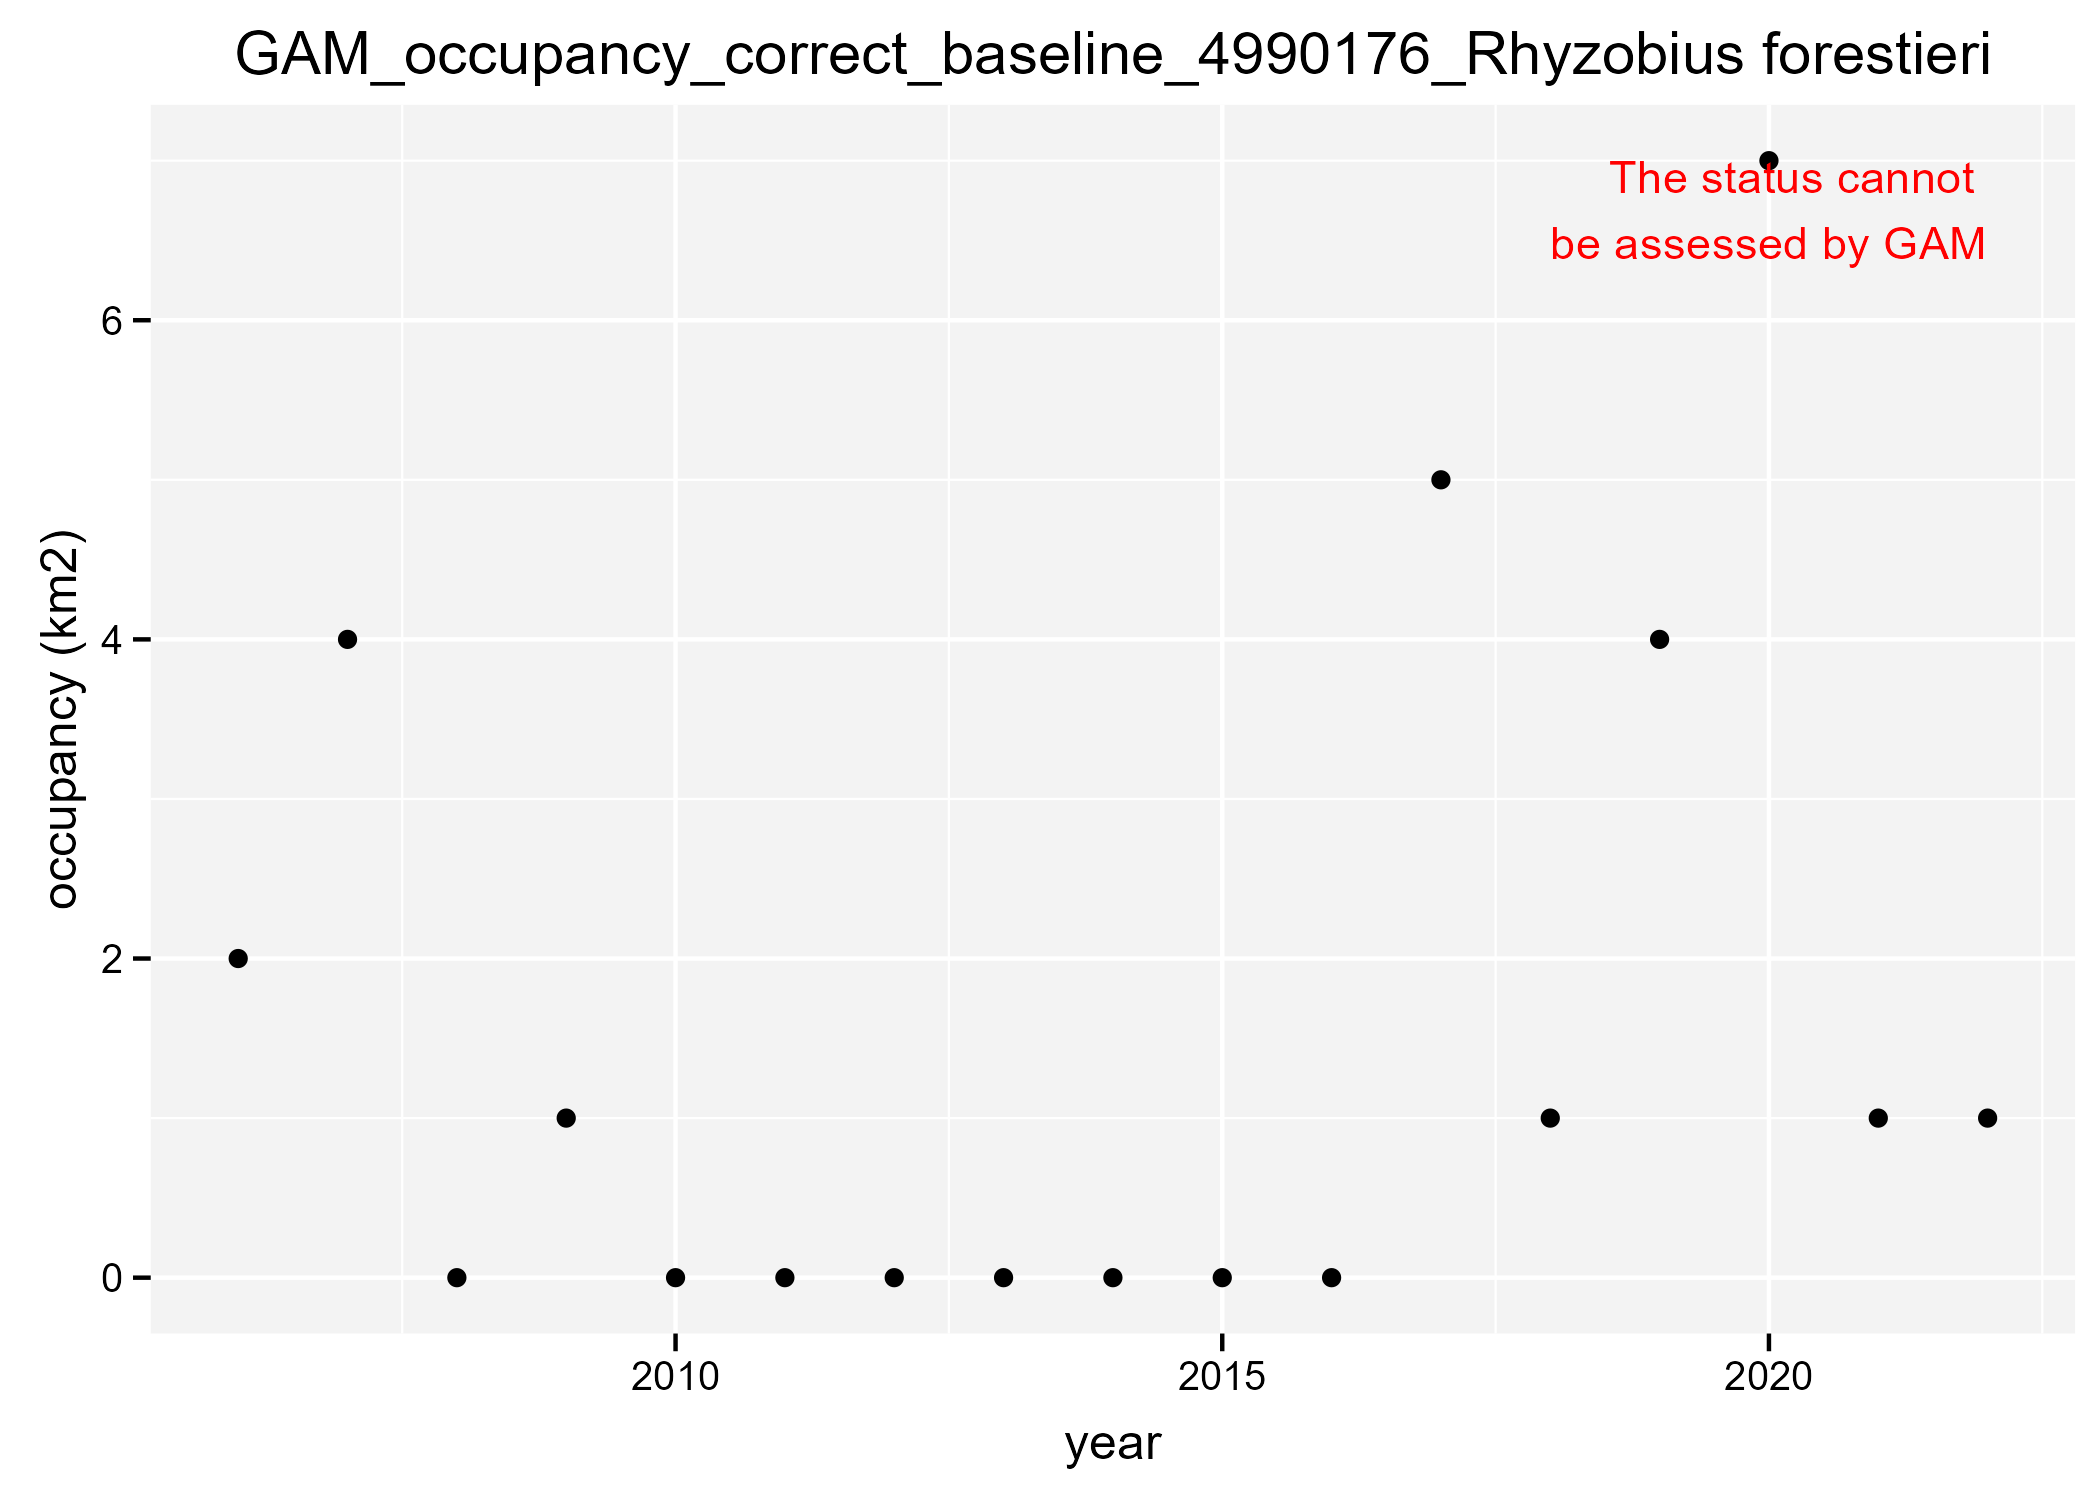 GAM_occupancy_correct_baseline_4990176_Rhyzobius forestieri
The status cannot
be assessed by GAM
occupancy (km2)
6
4
2
0
2010
2015
2020
year